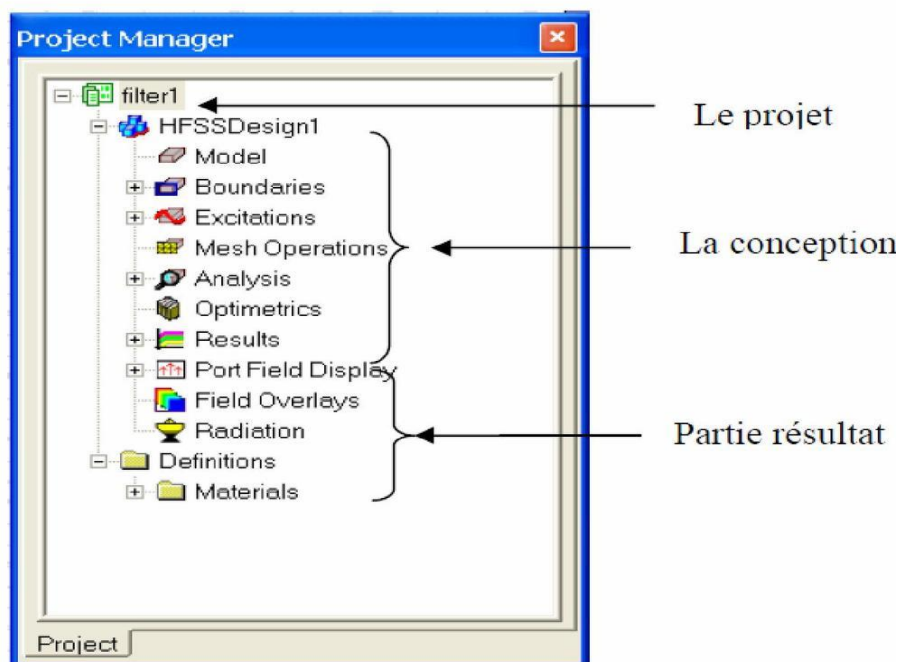 Project Manager
filter1
Le projet
HFSSDesign1
Model
Boundaries
Excitations
Mesh Operations
La conception
Analysis
Optimetrics
Results
Port Field Display
Field Overlays
Radiation
Partie résultat
Definitions
Materials
Project